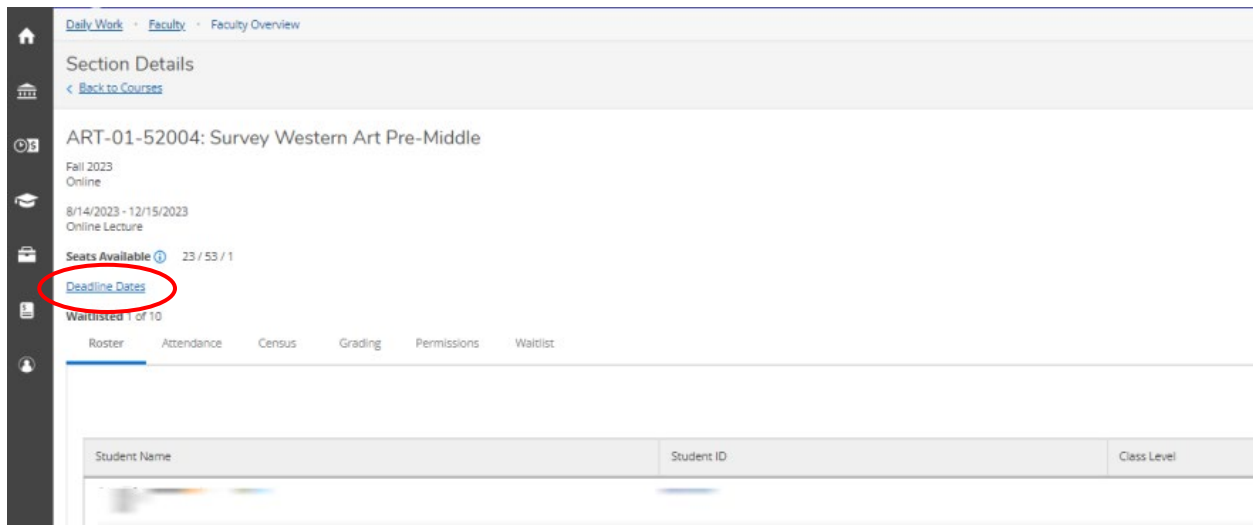 Daily Work · Faculty · Faculty Overview
Section Details
< Back to Courses
ART-01-52004: Survey Western Art Pre-Middle
Fall 2023
Online
8/14/2023 - 12/15/2023
Online Lecture
Seats Available 23 / 53 / 1
Deadline Dates
Waitlisted 1 of 10
Roster Attendance Census Grading Permissions Waitlist
Student Name Student ID Class Level